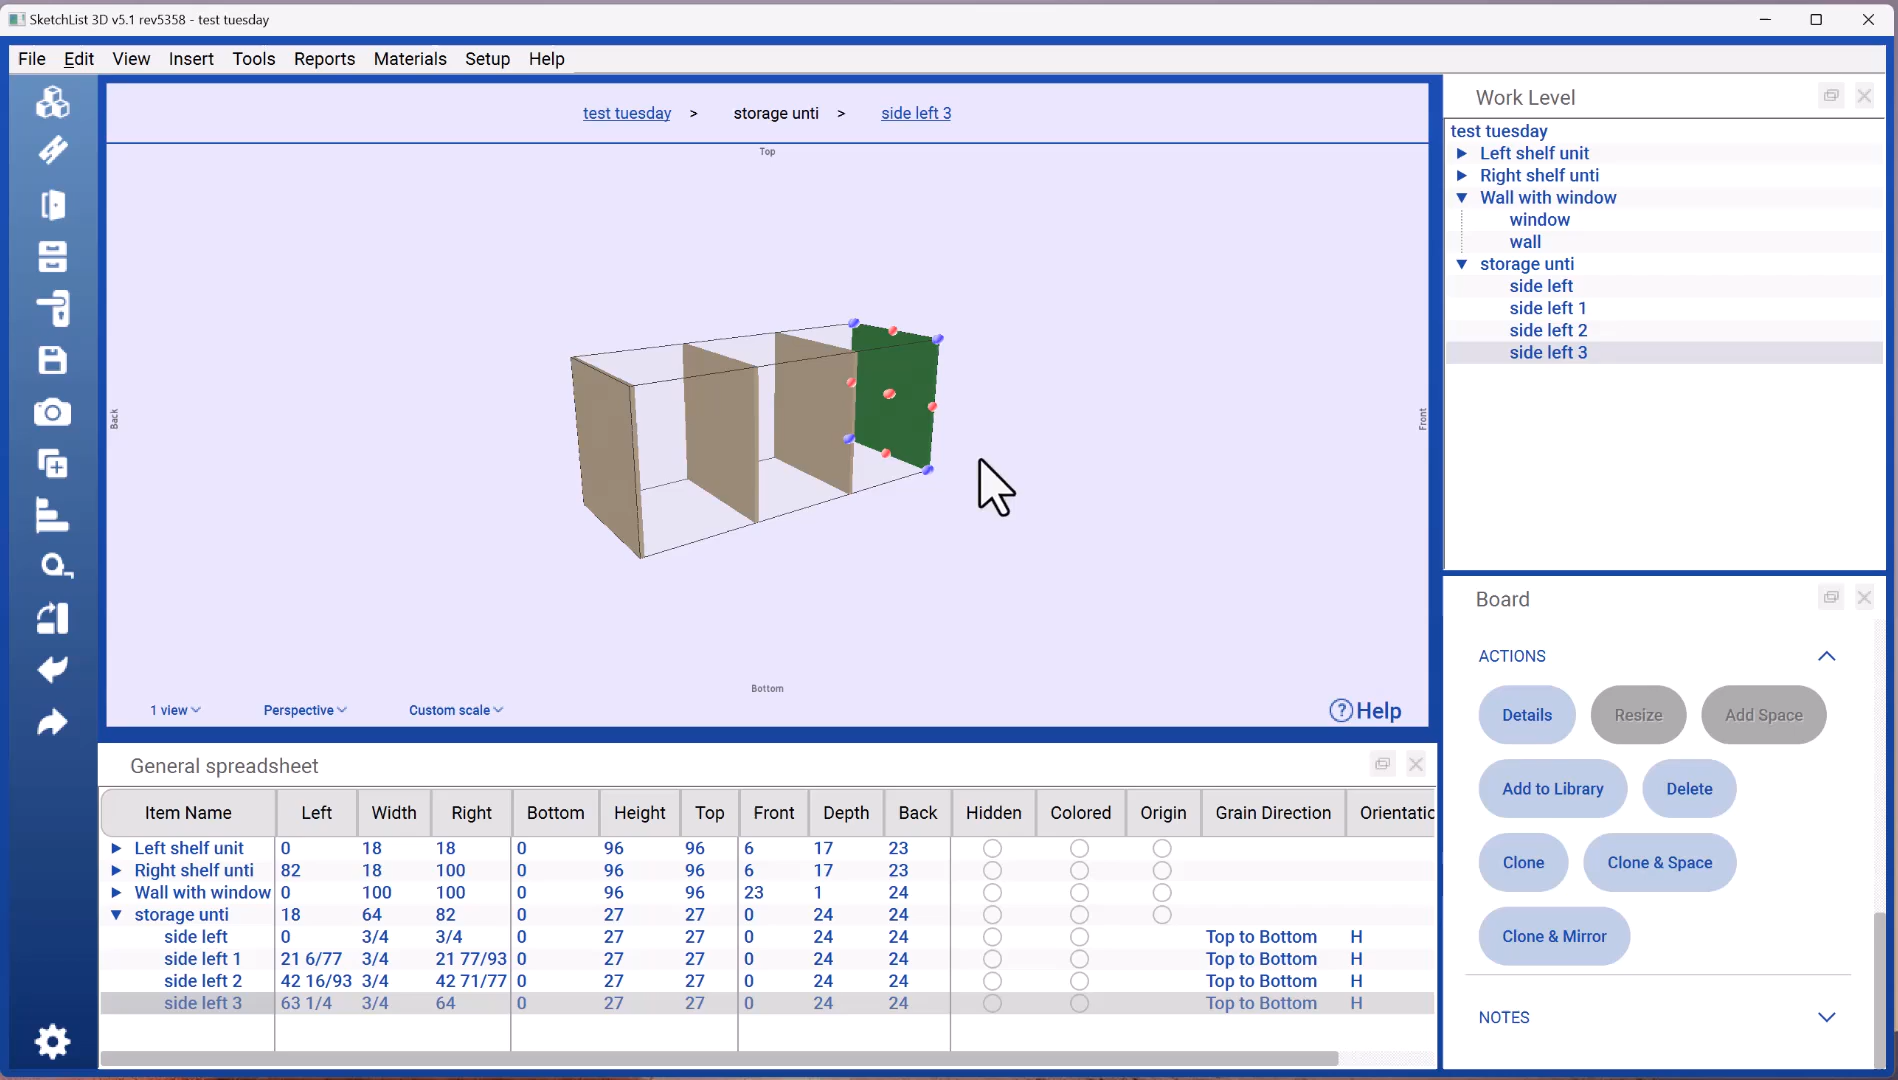 SketchList 3D v5.1 rev5358 - test tuesday
File Edit View Insert Tools Reports Materials Setup Help
test tuesday > storage unti > side left 3
Top
Back
Front
Bottom
1 view Perspective Custom scale
? Help
Work Level
test tuesday
Left shelf unit
Right shelf unti
Wall with window
window
wall
storage unti
side left
side left 1
side left 2
side left 3
Board
ACTIONS
Details Resize Add Space
Add to Library Delete
Clone Clone & Space
Clone & Mirror
NOTES
General spreadsheet
Item Name Left Width Right Bottom Height Top Front Depth Back Hidden Colored Origin Grain Direction Orientatic
Left shelf unit 0 18 18 0 96 96 6 17 23
Right shelf unti 82 18 100 0 96 96 6 17 23
Wall with window 0 100 100 0 96 96 23 1 24
storage unti 18 64 82 0 27 27 0 24 24
side left 0 3/4 3/4 0 27 27 0 24 24 Top to Bottom H
side left 1 21 6/77 3/4 21 77/93 0 27 27 0 24 24 Top to Bottom H
side left 2 42 16/93 3/4 42 71/77 0 27 27 0 24 24 Top to Bottom H
side left 3 63 1/4 3/4 64 0 27 27 0 24 24 Top to Bottom H